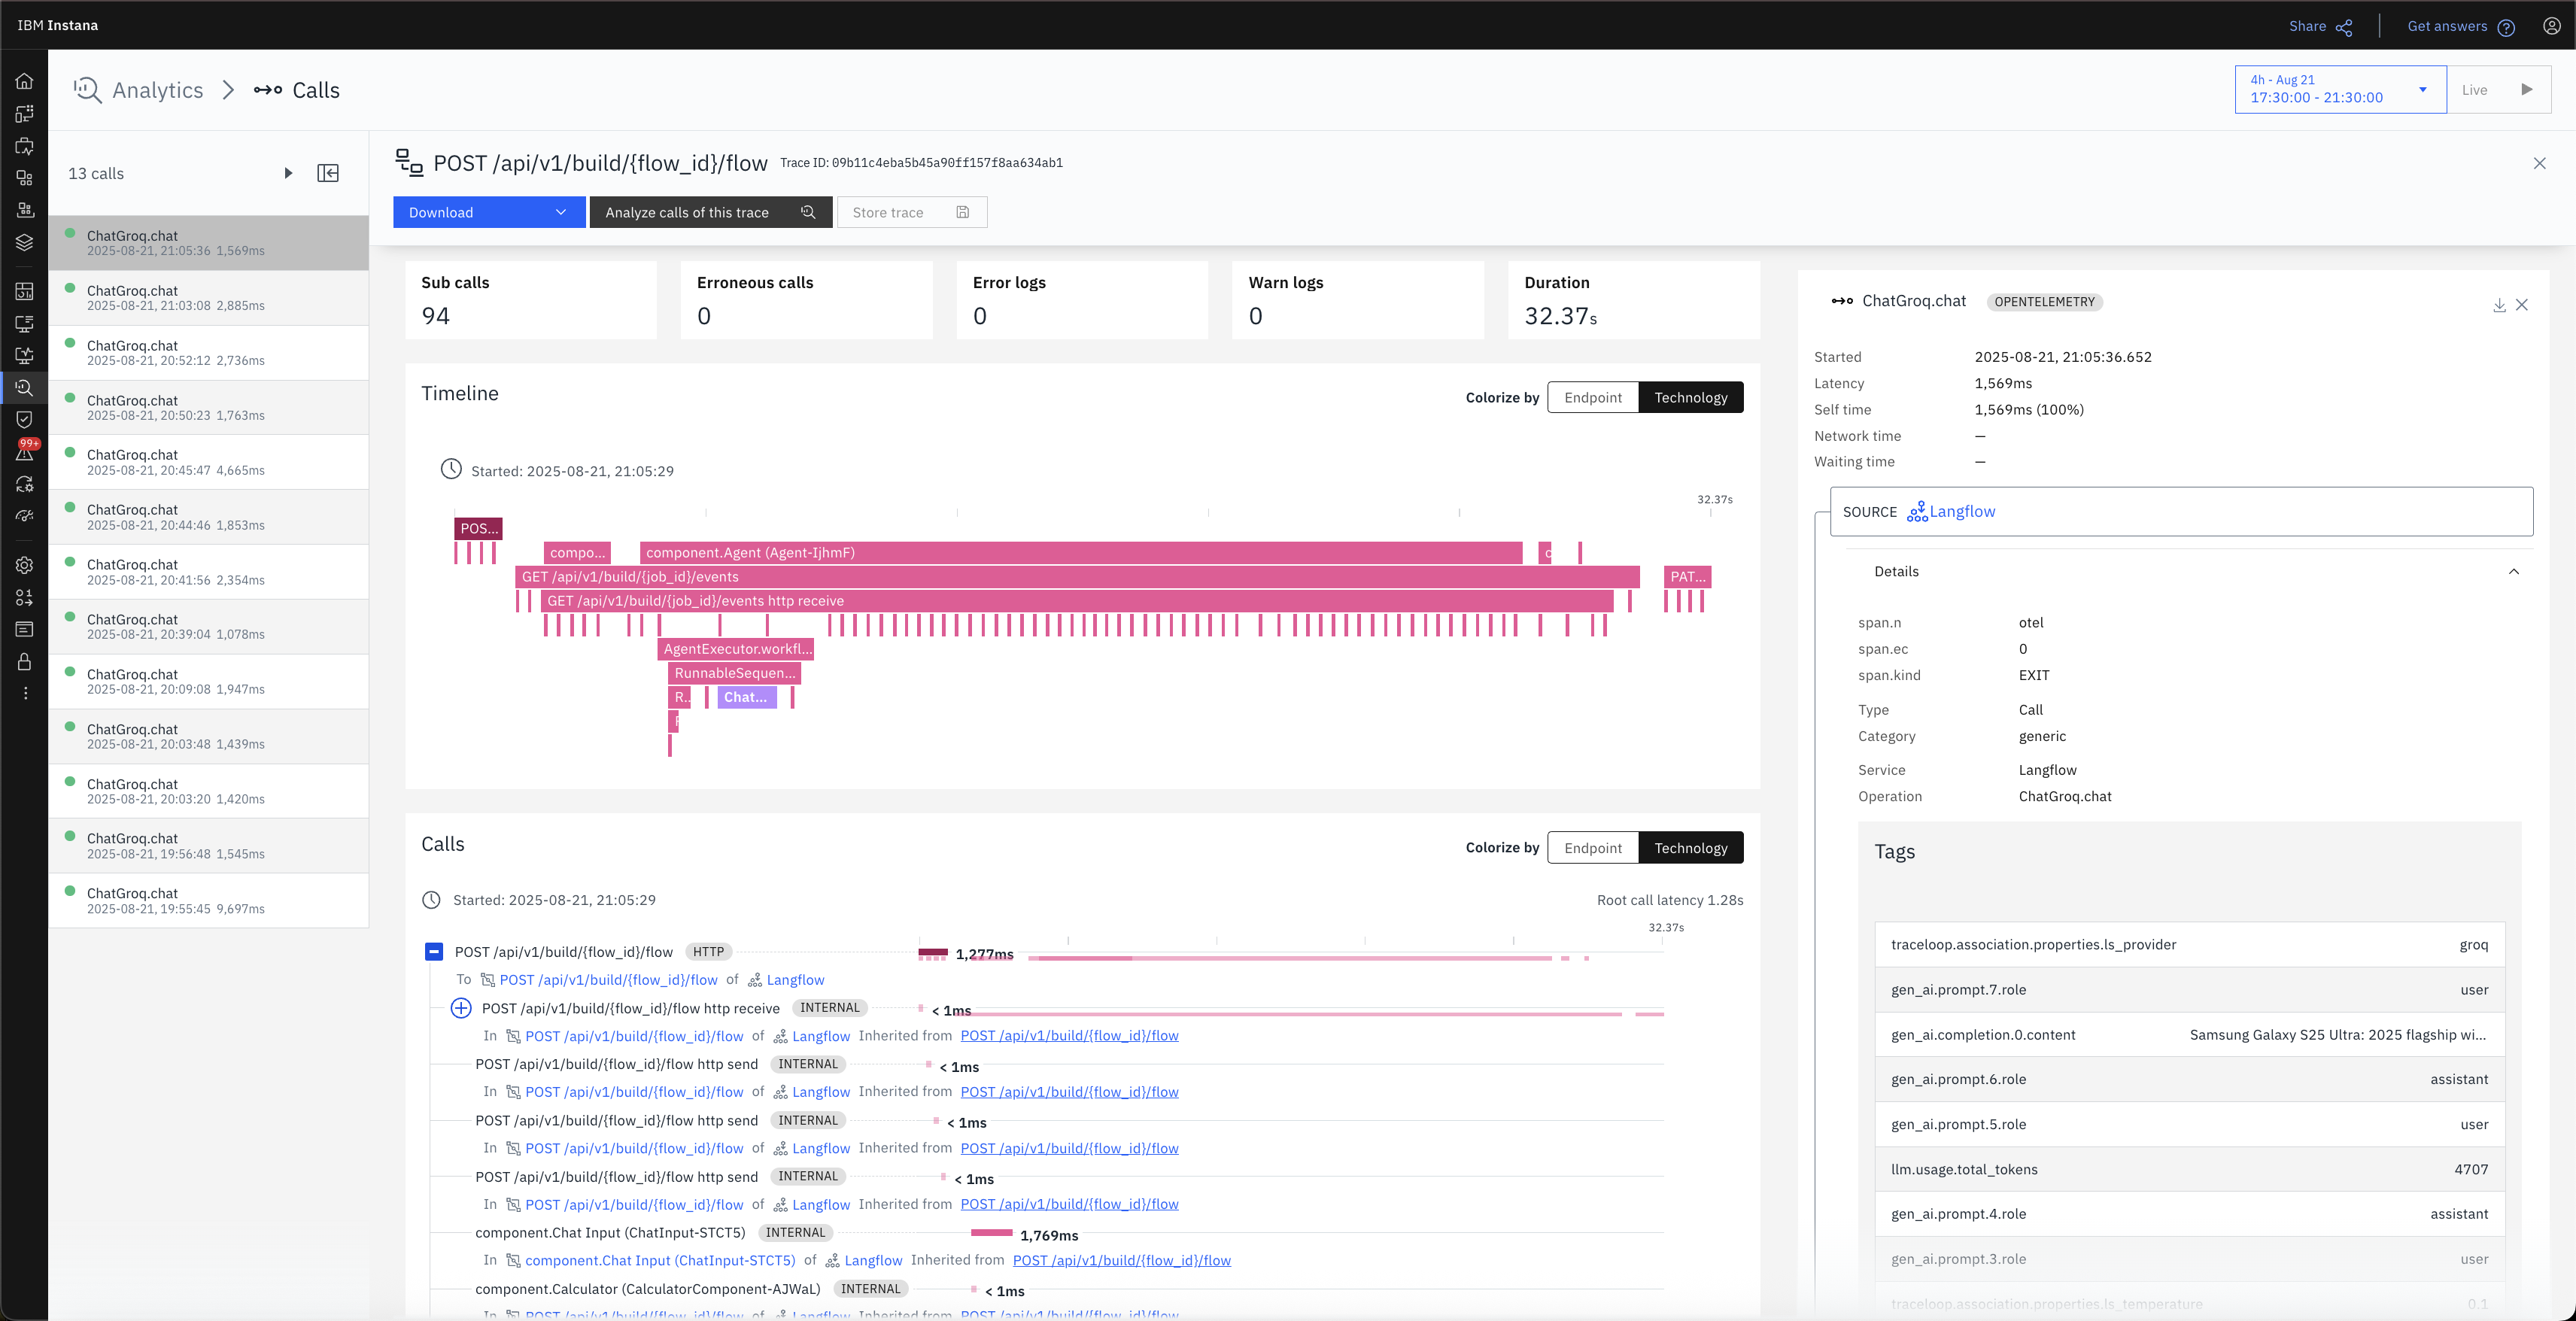 IBM Instana
Share
Get answers
Analytics
Calls
4h - Aug 21
17:30:00 - 21:30:00
Live
99+
13 calls
ChatGroq.chat
2025-08-21, 21:05:36 1,569ms
ChatGroq.chat
2025-08-21, 21:03:08 2,885ms
ChatGroq.chat
2025-08-21, 20:52:12 2,736ms
ChatGroq.chat
2025-08-21, 20:50:23 1,763ms
ChatGroq.chat
2025-08-21, 20:45:47 4,665ms
ChatGroq.chat
2025-08-21, 20:44:46 1,853ms
ChatGroq.chat
2025-08-21, 20:41:56 2,354ms
ChatGroq.chat
2025-08-21, 20:39:04 1,078ms
ChatGroq.chat
2025-08-21, 20:09:08 1,947ms
ChatGroq.chat
2025-08-21, 20:03:48 1,439ms
ChatGroq.chat
2025-08-21, 20:03:20 1,420ms
ChatGroq.chat
2025-08-21, 19:56:48 1,545ms
ChatGroq.chat
2025-08-21, 19:55:45 9,697ms
POST /api/v1/build/{flow_id}/flow Trace ID: 09b11c4eba5b45a90ff157f8aa634ab1
Download
Analyze calls of this trace
Store trace
Sub calls
94
Erroneous calls
0
Error logs
0
Warn logs
0
Duration
32.37s
Timeline
Colorize by Endpoint Technology
Started: 2025-08-21, 21:05:29
32.37s
POS...
compo...
component.Agent (Agent-IjhmF)
c
GET /api/v1/build/{job_id}/events
PAT...
GET /api/v1/build/{job_id}/events http receive
AgentExecutor.workfl...
RunnableSequen...
R..
Chat...
Calls
Colorize by Endpoint Technology
Started: 2025-08-21, 21:05:29
Root call latency 1.28s
32.37s
POST /api/v1/build/{flow_id}/flow HTTP 1,277ms
To POST /api/v1/build/{flow_id}/flow of Langflow
POST /api/v1/build/{flow_id}/flow http receive INTERNAL < 1ms
In POST /api/v1/build/{flow_id}/flow of Langflow Inherited from POST /api/v1/build/{flow_id}/flow
POST /api/v1/build/{flow_id}/flow http send INTERNAL < 1ms
In POST /api/v1/build/{flow_id}/flow of Langflow Inherited from POST /api/v1/build/{flow_id}/flow
POST /api/v1/build/{flow_id}/flow http send INTERNAL < 1ms
In POST /api/v1/build/{flow_id}/flow of Langflow Inherited from POST /api/v1/build/{flow_id}/flow
POST /api/v1/build/{flow_id}/flow http send INTERNAL < 1ms
In POST /api/v1/build/{flow_id}/flow of Langflow Inherited from POST /api/v1/build/{flow_id}/flow
component.Chat Input (ChatInput-STCT5) INTERNAL 1,769ms
In component.Chat Input (ChatInput-STCT5) of Langflow Inherited from POST /api/v1/build/{flow_id}/flow
component.Calculator (CalculatorComponent-AJWaL) INTERNAL < 1ms
In POST /api/v1/build/{flow_id}/flow of Langflow Inherited from POST /api/v1/build/{flow_id}/flow
ChatGroq.chat OPENTELEMETRY
Started 2025-08-21, 21:05:36.652
Latency 1,569ms
Self time 1,569ms (100%)
Network time —
Waiting time —
SOURCE Langflow
Details
span.n otel
span.ec 0
span.kind EXIT
Type Call
Category generic
Service Langflow
Operation ChatGroq.chat
Tags
traceloop.association.properties.ls_provider groq
gen_ai.prompt.7.role user
gen_ai.completion.0.content Samsung Galaxy S25 Ultra: 2025 flagship wi...
gen_ai.prompt.6.role assistant
gen_ai.prompt.5.role user
llm.usage.total_tokens 4707
gen_ai.prompt.4.role assistant
gen_ai.prompt.3.role user
traceloop.association.properties.ls_temperature 0.1